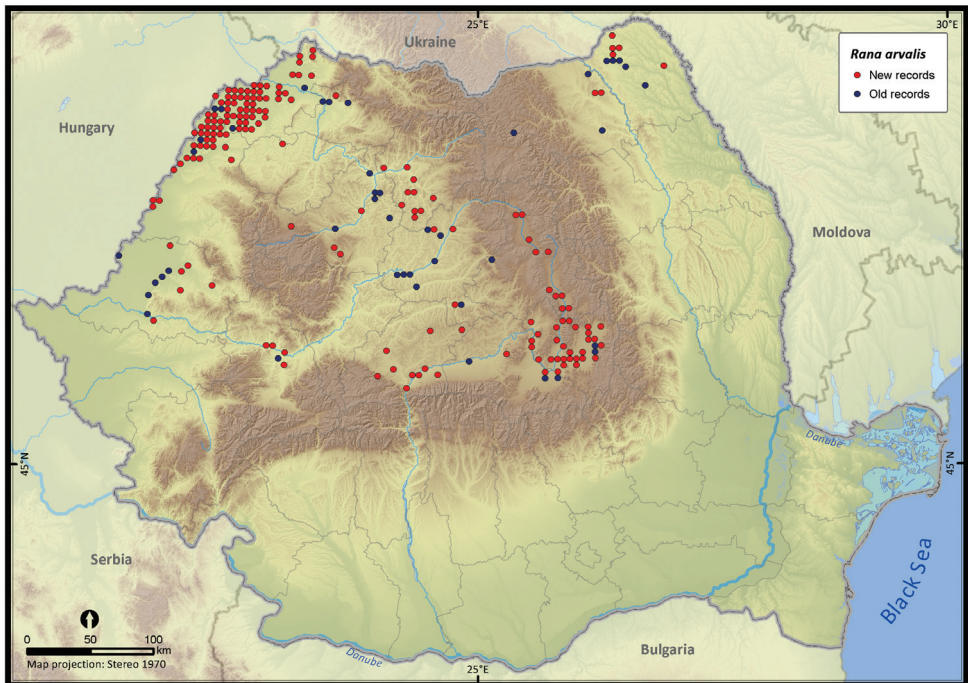 25°E
30°E
Ukraine
Rana arvalis
New records
Old records
Hungary
Moldova
Danube
45°N
45°N
Serbia
Black Sea
0 50 100
km
Map projection: Stereo 1970
Danube
25°E
Bulgaria